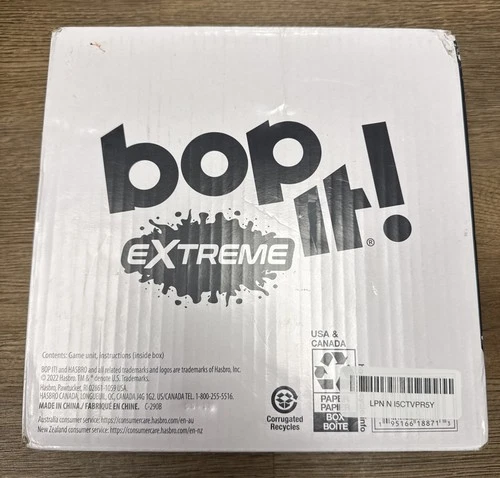 bop it!®
EXTREME
USA &
CANADA
Contents: Game unit, instructions (inside box)
BOP IT! and HASBRO and all related trademarks and logos are trademarks of Hasbro, Inc.
© 2022 Hasbro. TM & ® denote U.S. Trademarks.
Hasbro, Pawtucket, RI 02861-1059 USA.
HASBRO CANADA, LONGUEUIL, QC, CANADA J4G 1G2. US/CANADA TEL. 1-800-255-5516.
MADE IN CHINA./ FABRIQUÉ EN CHINE. C-290B
Australia consumer service: https://consumercare.hasbro.com/en-au
New Zealand consumer service: https://consumercare.hasbro.com/en-nz
Corrugated
Recycles
BOX
BOITE
LPN N I5CTVPR5Y
95166 18871